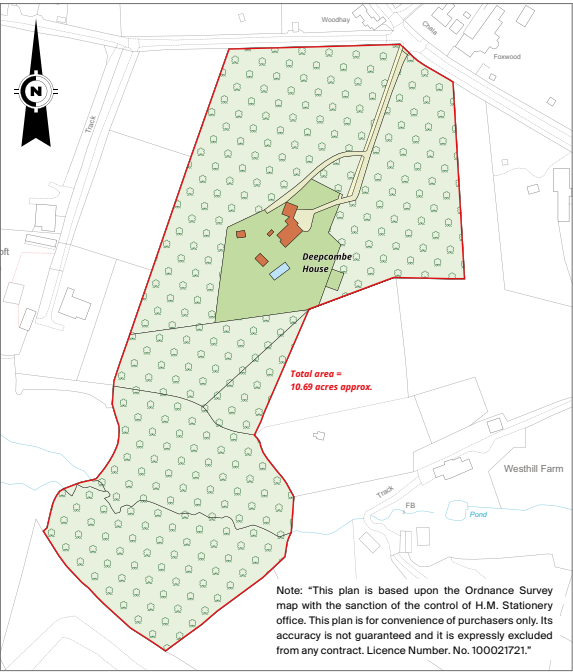 Woodhay
Chela
Foxwood
N
Track
oft
Deepcombe
House
Total area =
10.69 acres approx.
Westhill Farm
Track
FB
Pond
Note: “This plan is based upon the Ordnance Survey
map with the sanction of the control of H.M. Stationery
office. This plan is for convenience of purchasers only. Its
accuracy is not guaranteed and it is expressly excluded
from any contract. Licence Number. No. 100021721.”